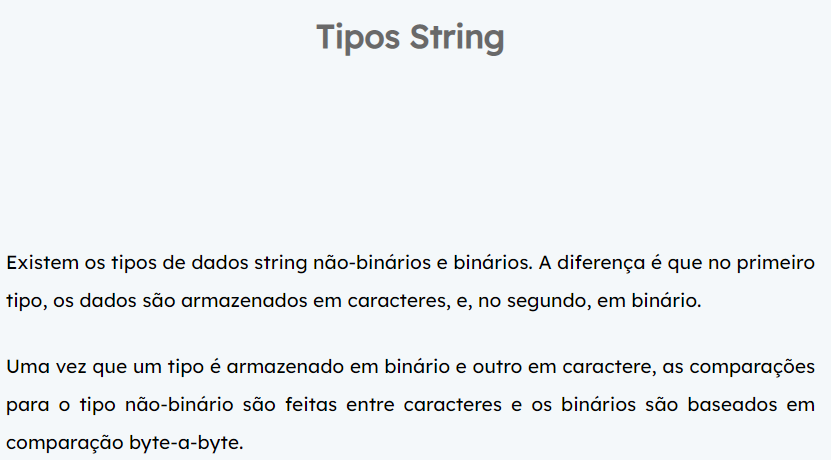 Tipos String
Existem os tipos de dados string não-binários e binários. A diferença é que no primeiro
tipo, os dados são armazenados em caracteres, e, no segundo, em binário.
Uma vez que um tipo é armazenado em binário e outro em caractere, as comparações
para o tipo não-binário são feitas entre caracteres e os binários são baseados em
comparação byte-a-byte.